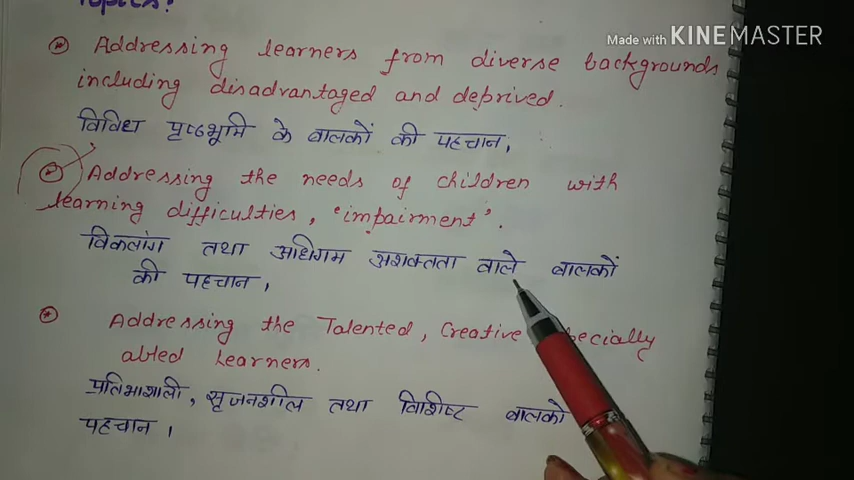 Topics:
Made with KINEMASTER
Addressing learners from diverse backgrounds
including disadvantaged and deprived.
विविध पृष्ठभूमि के बालकों की पहचान,
Addressing the needs of children with
learning difficulties, 'impairment'.
विकलांग तथा अधिगम अशक्तता वाले बालकों
की पहचान,
Addressing the Talented, Creative
abled Learners.
प्रतिभाशाली, सृजनशील तथा विशिष्ट बालको
पहचान ।